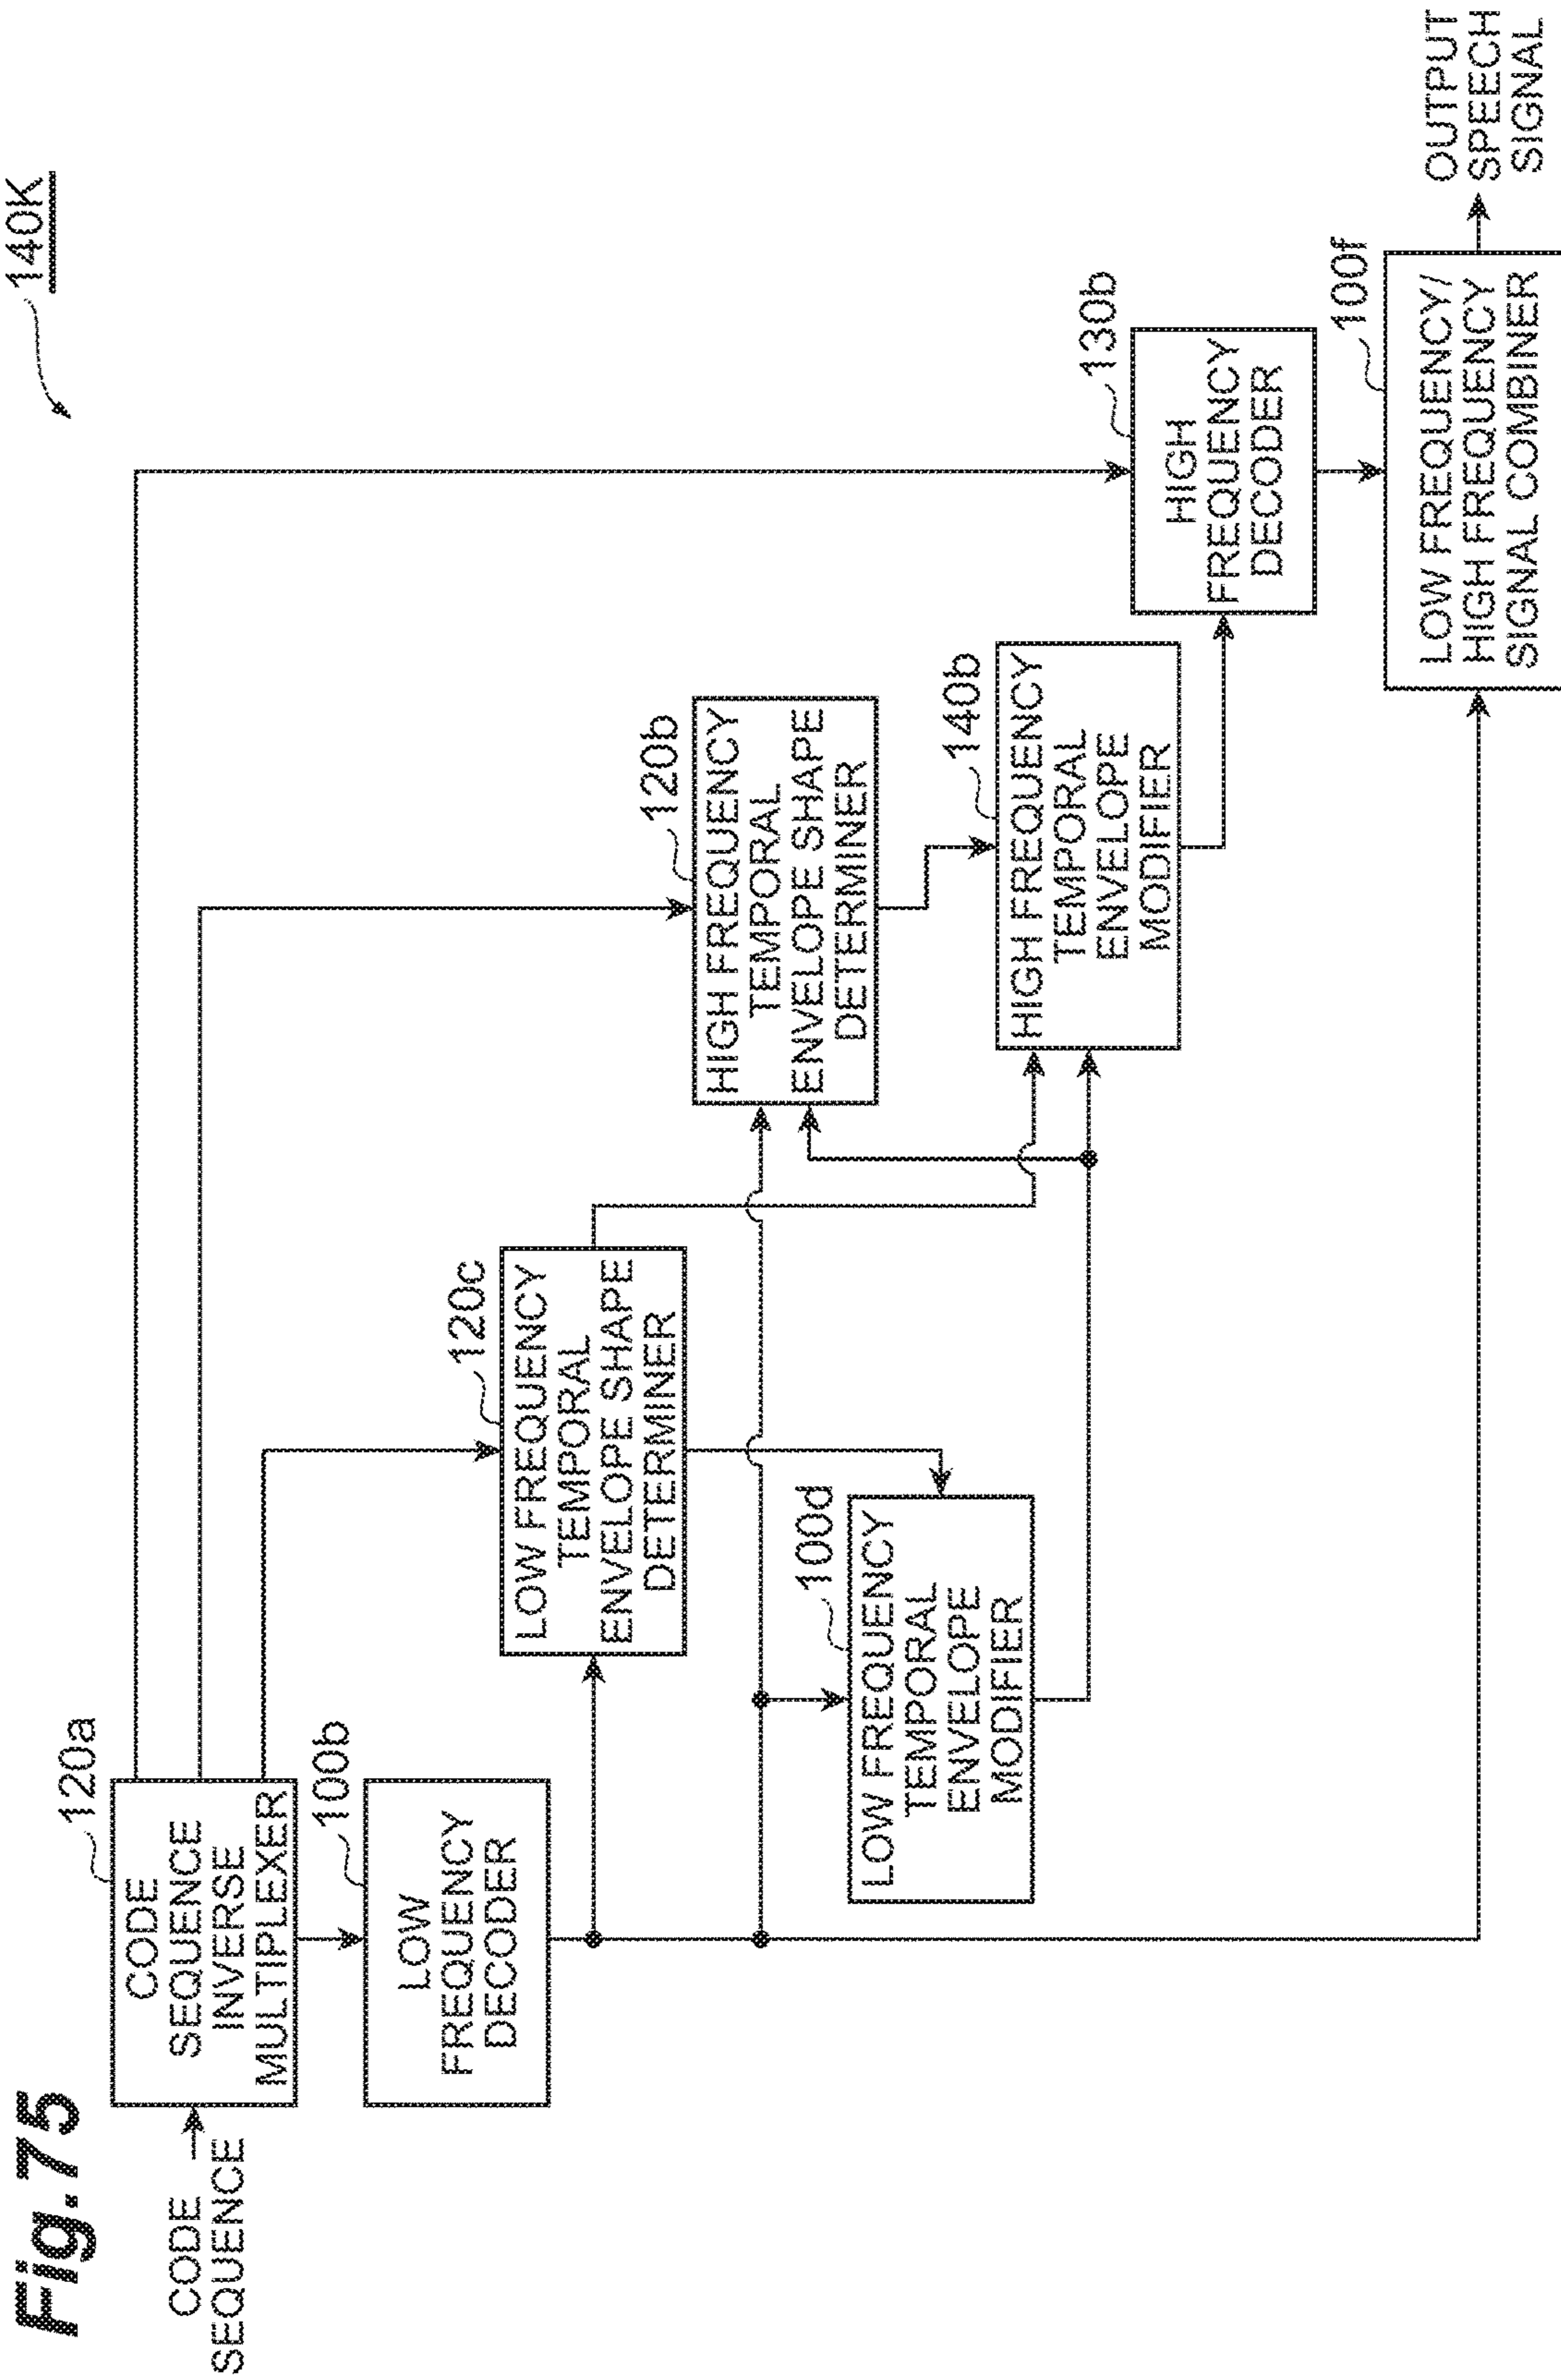 Fig.75
140K
CODE
SEQUENCE
120a
CODE
SEQUENCE
INVERSE
MULTIPLEXER
100b
LOW
FREQUENCY
DECODER
120c
LOW FREQUENCY
TEMPORAL
ENVELOPE SHAPE
DETERMINER
100d
LOW FREQUENCY
TEMPORAL
ENVELOPE
MODIFIER
120b
HIGH FREQUENCY
TEMPORAL
ENVELOPE SHAPE
DETERMINER
140b
HIGH FREQUENCY
TEMPORAL
ENVELOPE
MODIFIER
130b
HIGH
FREQUENCY
DECODER
100f
LOW FREQUENCY/
HIGH FREQUENCY
SIGNAL COMBINER
OUTPUT
SPEECH
SIGNAL